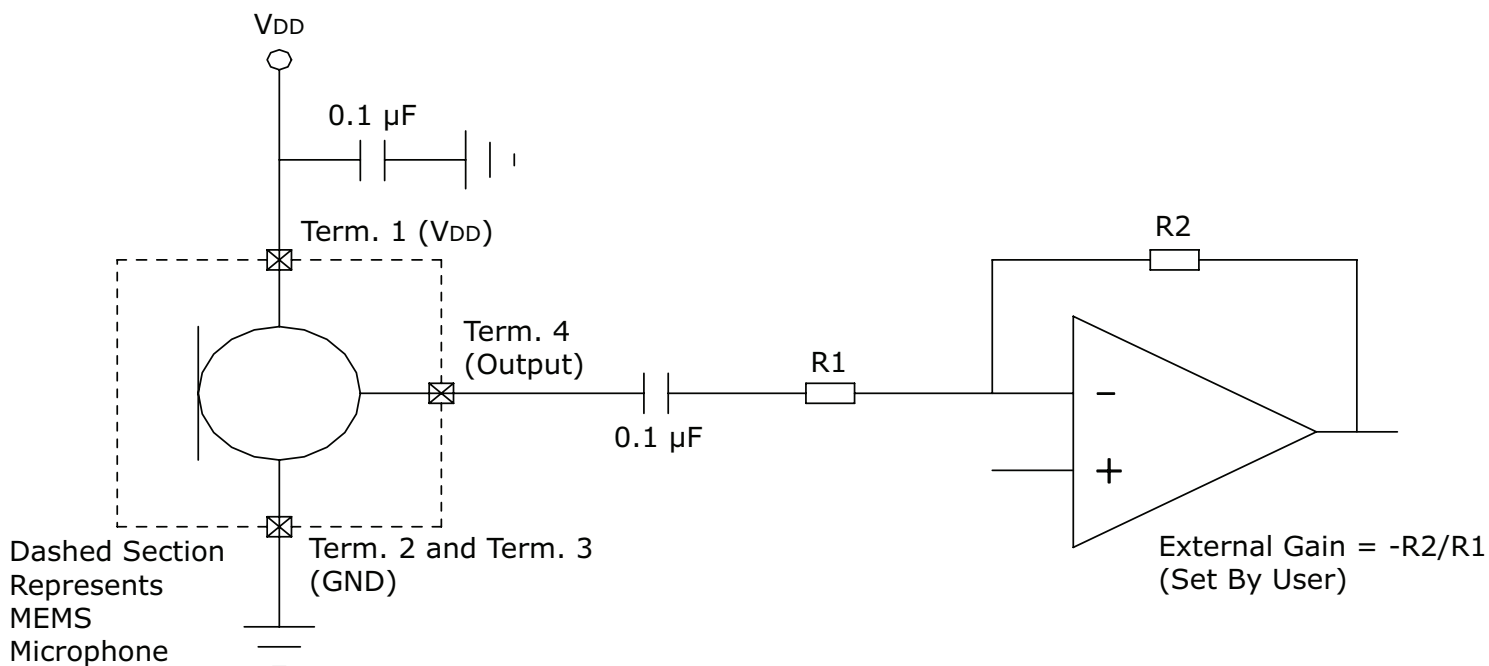 VDD
0.1 µF
Term. 1 (VDD)
R2
Term. 4
(Output)
R1
-
0.1 µF
+
Term. 2 and Term. 3
(GND)
Dashed Section
Represents
MEMS
Microphone
External Gain = -R2/R1
(Set By User)